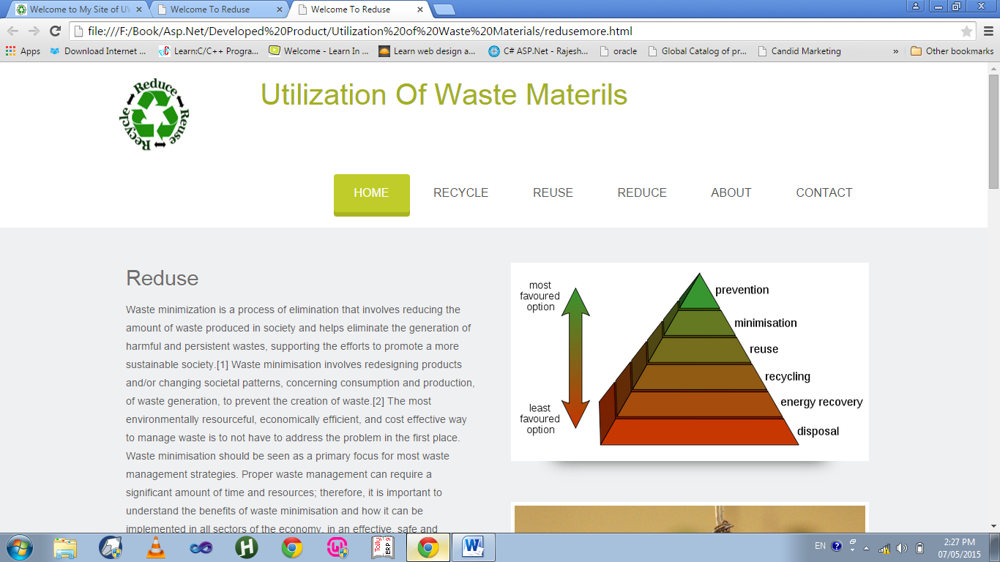 Welcome to My Site of UW
Welcome To Reduse
Welcome To Reduse
file:///F:/Book/Asp.Net/Developed%20Product/Utilization%20of%20Waste%20Materials/redusemore.html
Apps
Download Internet ...
Learn:C/C++ Progra...
Welcome - Learn In ...
Learn web design a...
C# ASP.Net - Rajesh...
oracle
Global Catalog of pr...
Candid Marketing
»
Other bookmarks
Reduce
Reuse
Recycle
Utilization Of Waste Materils
HOME
RECYCLE
REUSE
REDUCE
ABOUT
CONTACT
Reduse
Waste minimization is a process of elimination that involves reducing the
amount of waste produced in society and helps eliminate the generation of
harmful and persistent wastes, supporting the efforts to promote a more
sustainable society.[1] Waste minimisation involves redesigning products
and/or changing societal patterns, concerning consumption and production,
of waste generation, to prevent the creation of waste.[2] The most
environmentally resourceful, economically efficient, and cost effective way
to manage waste is to not have to address the problem in the first place.
Waste minimisation should be seen as a primary focus for most waste
management strategies. Proper waste management can require a
significant amount of time and resources; therefore, it is important to
understand the benefits of waste minimisation and how it can be
implemented in all sectors of the economy, in an effective, safe and
most
favoured
option
least
favoured
option
prevention
minimisation
reuse
recycling
energy recovery
disposal
Tally
ERP 9
EN
2:27 PM
07/05/2015